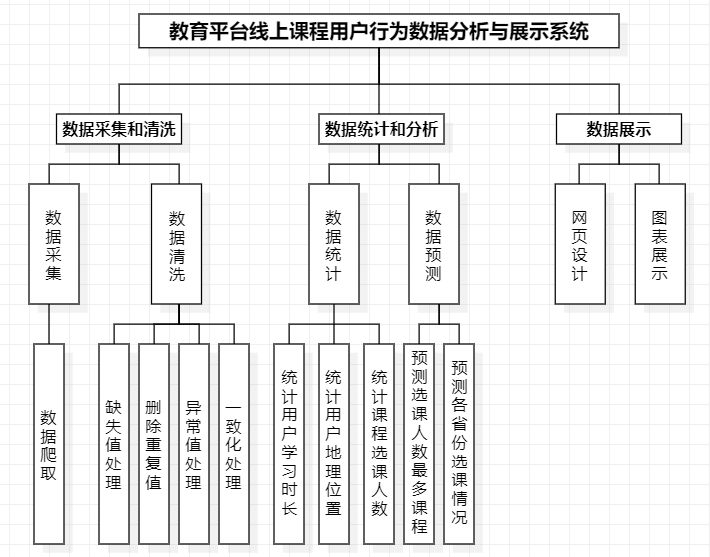 教育平台线上课程用户行为数据分析与展示系统
数据采集和清洗
数据统计和分析
数据展示
数据采集
数据清洗
数据统计
数据预测
网页设计
图表展示
数据爬取
缺失值处理
删除重复值
异常值处理
一致化处理
统计用户学习时长
统计用户地理位置
统计课程选课人数
预测选课人数最多课程
预测各省份选课情况